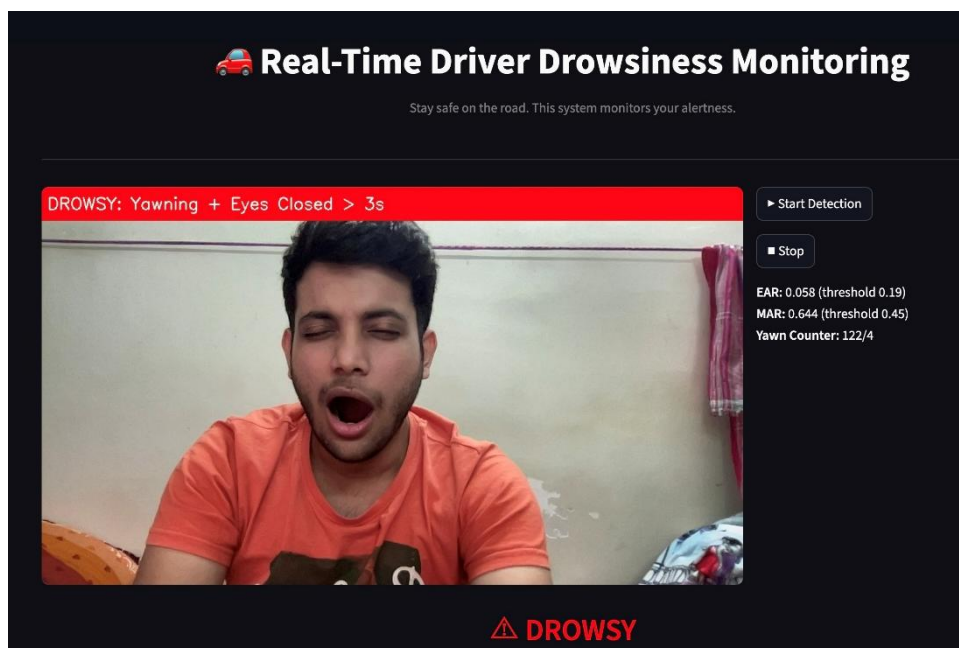 🚗 Real-Time Driver Drowsiness Monitoring
Stay safe on the road. This system monitors your alertness.
DROWSY: Yawning + Eyes Closed > 3s
▶ Start Detection
■ Stop
EAR: 0.058 (threshold 0.19)
MAR: 0.644 (threshold 0.45)
Yawn Counter: 122/4
⚠ DROWSY